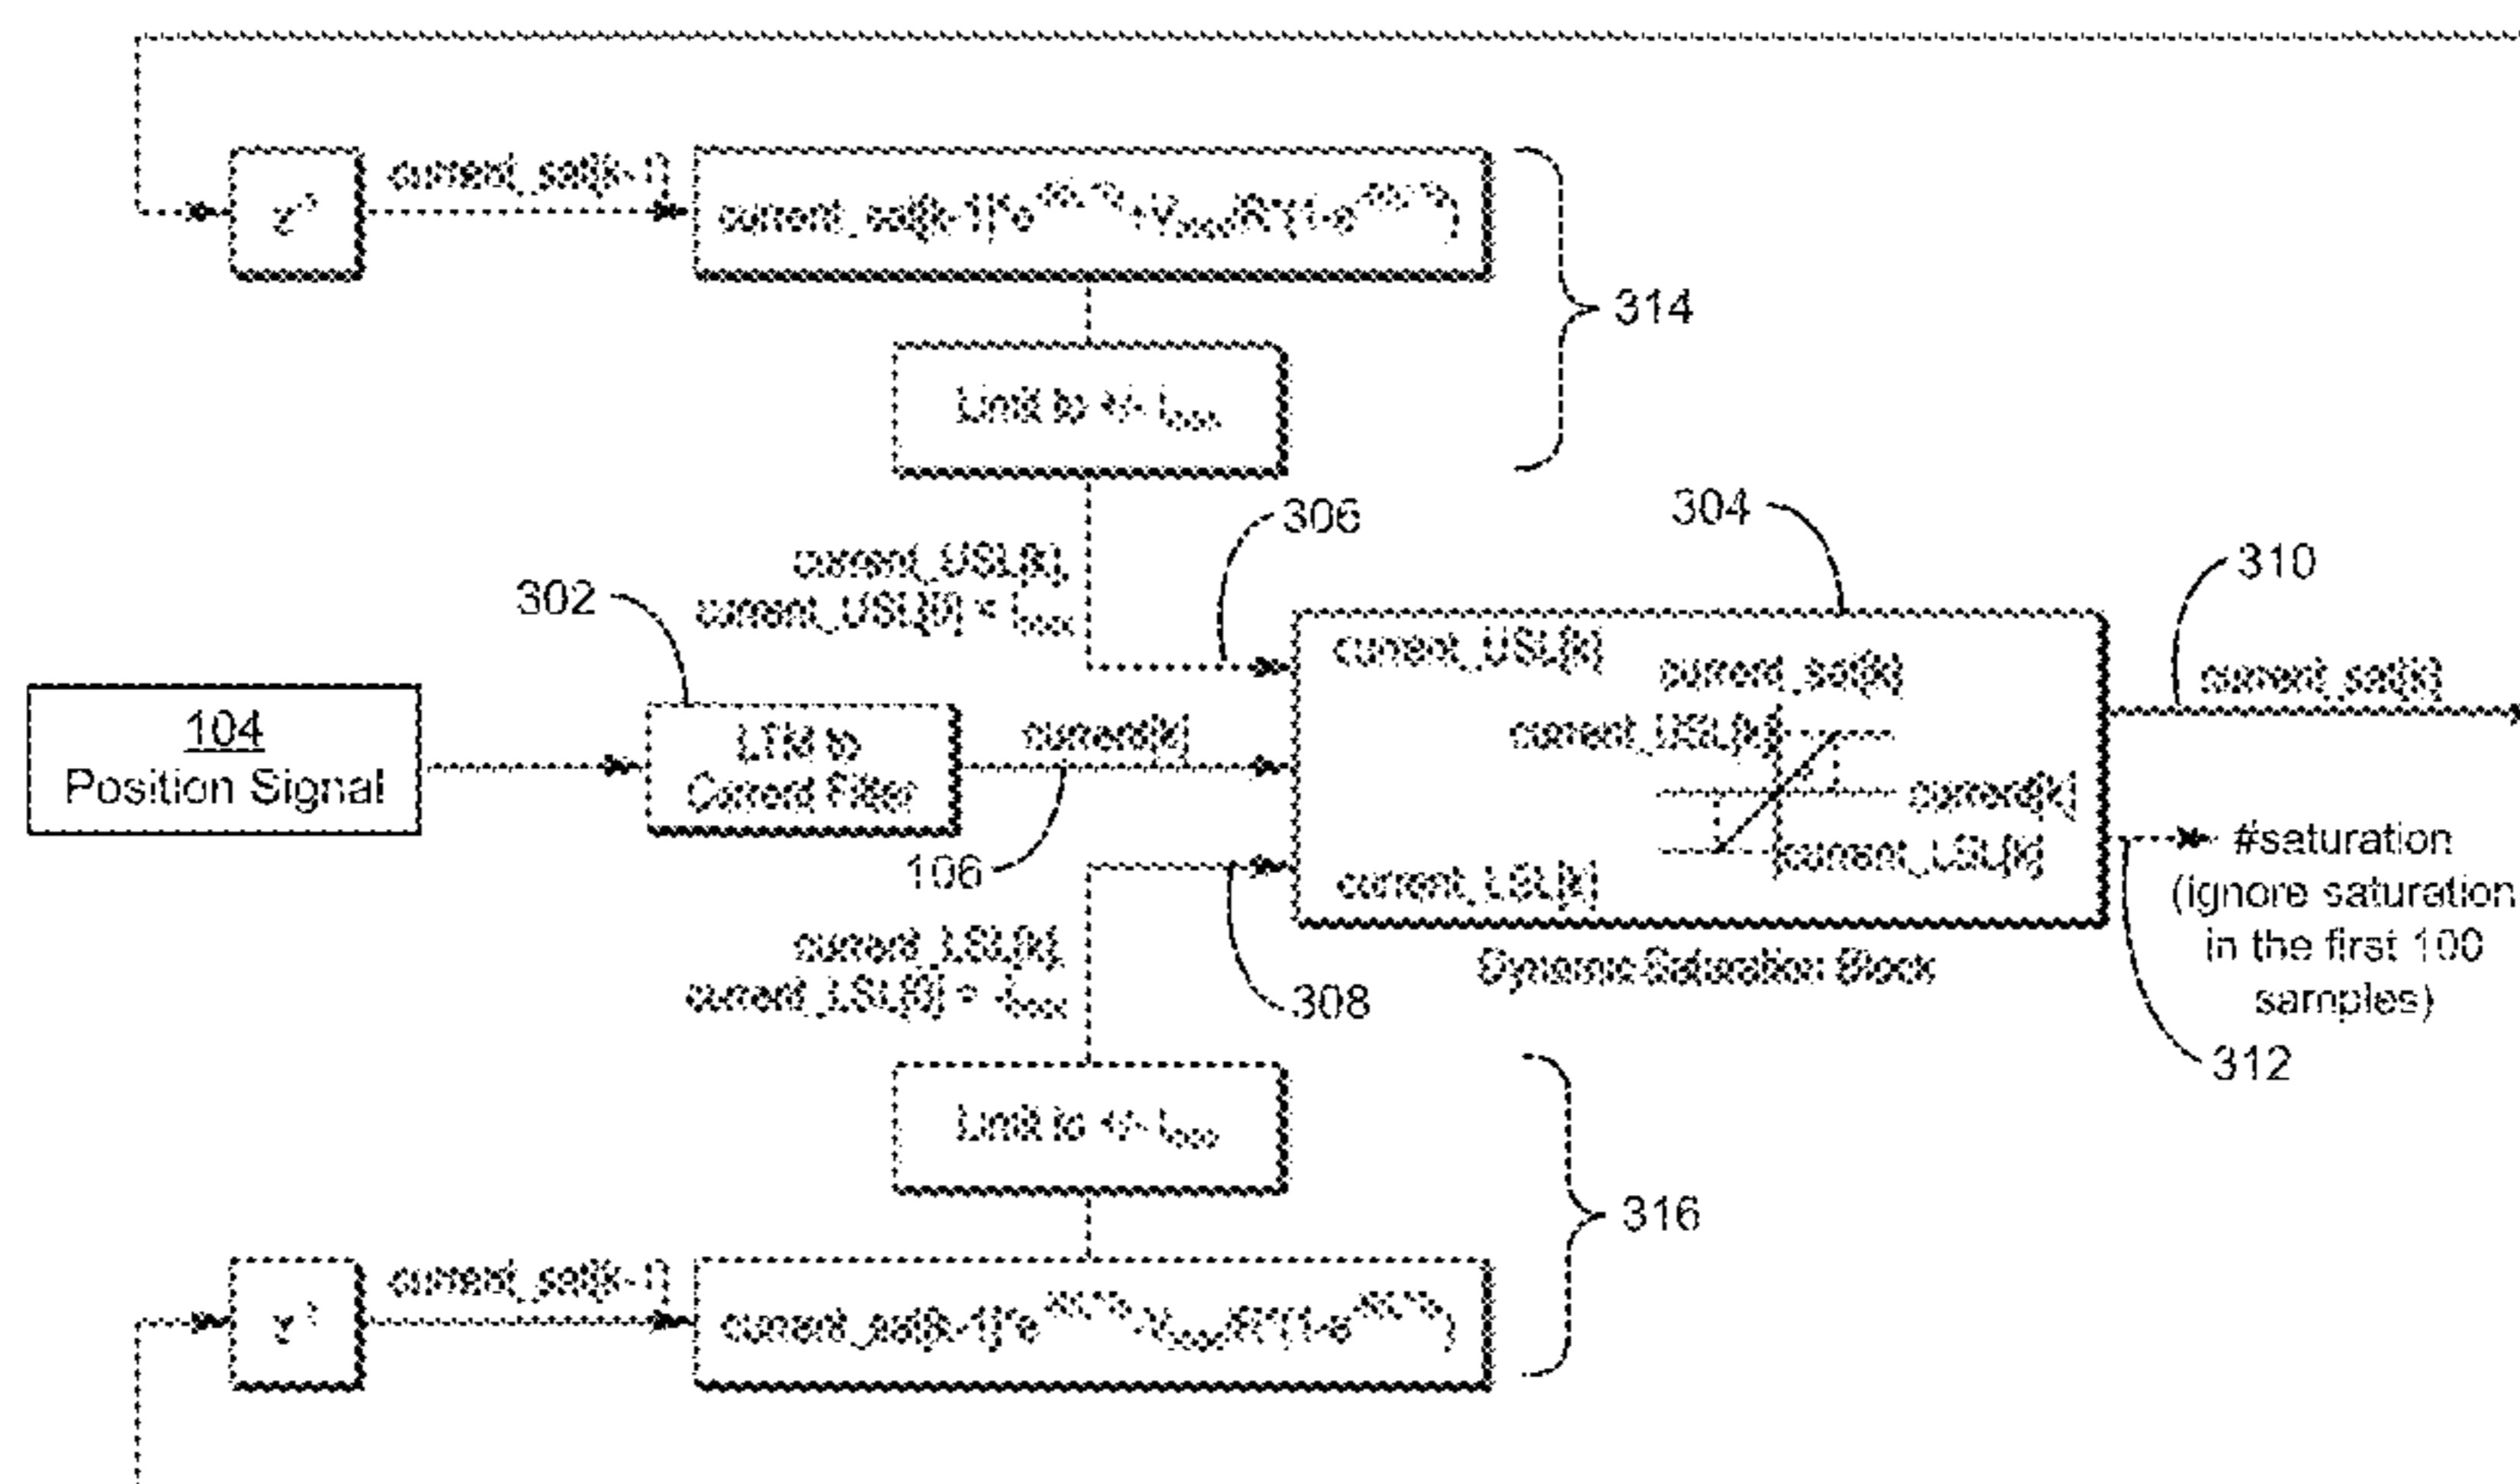 current_sat[k-1]
314
Limit to +/-
306
304
310
302
current_USL[k],
current_USL[0] =
current_USL[k]
current_sat[k]
current_sat[k]
104
Position Signal
LTM to
Current Filter
current[k]
current_USL[k]
current[k]
106
current_LSL[k]
current_USL[k]
#saturation
(ignore saturation
in the first 100
samples)
current_LSL[k],
current_LSL[0] =
308
Dynamic Saturation Block
312
Limit to +/-
316
current_sat[k-1]